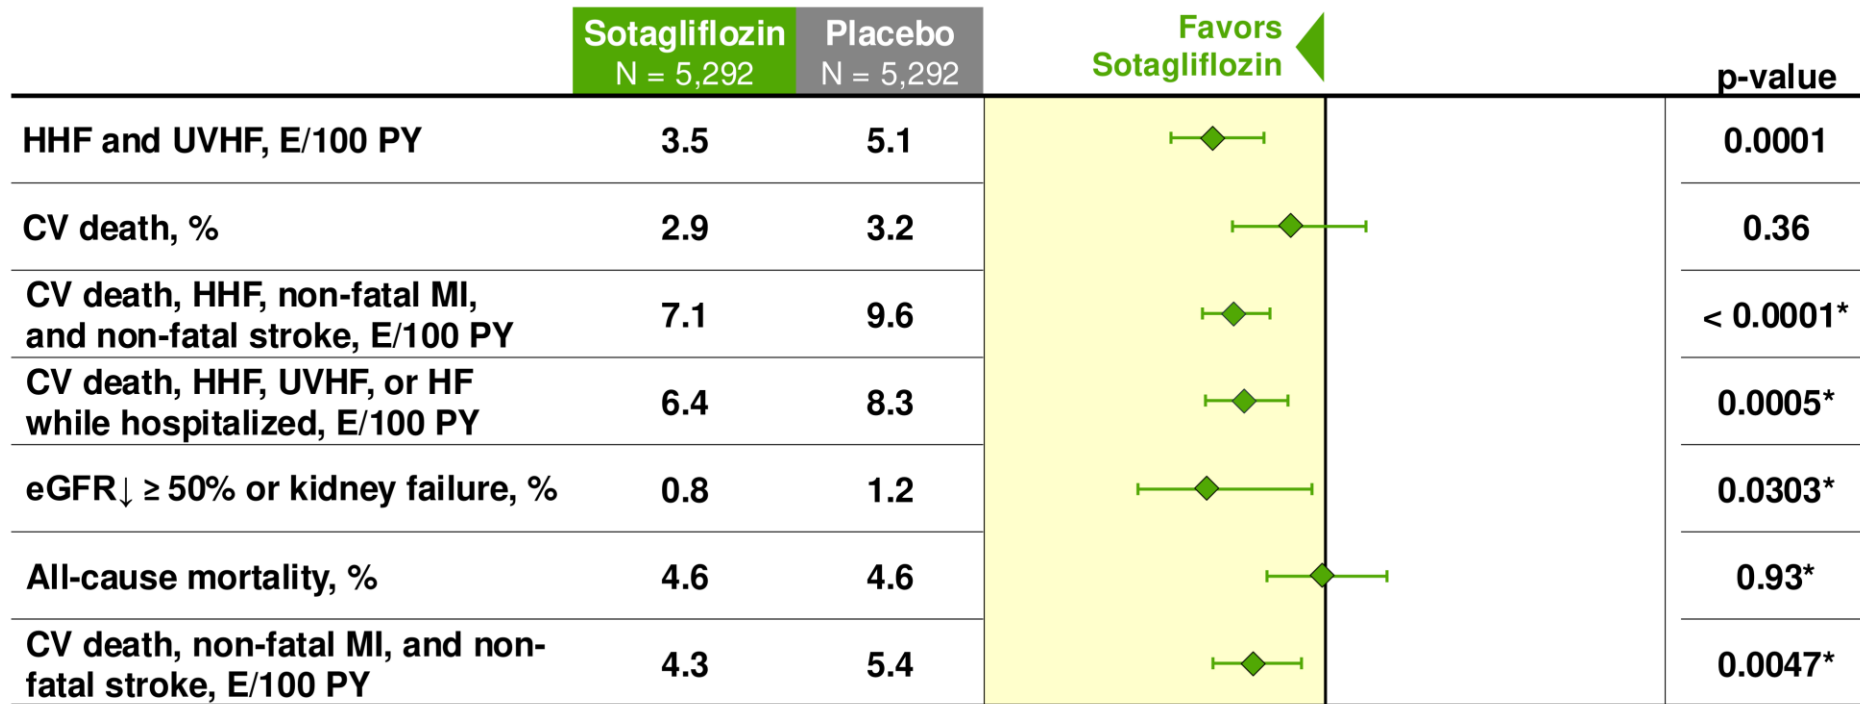 Sotagliflozin Placebo Favors
N = 5,292 N = 5,292 Sotagliflozin p-value
HHF and UVHF, E/100 PY 3.5 5.1 0.0001
CV death, % 2.9 3.2 0.36
CV death, HHF, non-fatal MI,
and non-fatal stroke, E/100 PY 7.1 9.6 < 0.0001*
CV death, HHF, UVHF, or HF
while hospitalized, E/100 PY 6.4 8.3 0.0005*
eGFR↓ ≥ 50% or kidney failure, % 0.8 1.2 0.0303*
All-cause mortality, % 4.6 4.6 0.93*
CV death, non-fatal MI, and non-
fatal stroke, E/100 PY 4.3 5.4 0.0047*